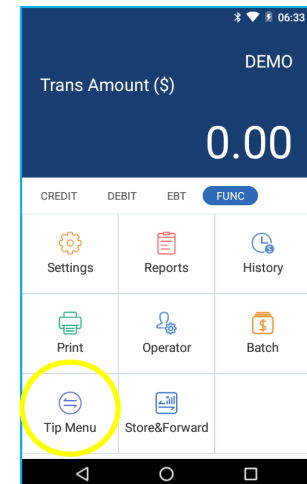 06:33
DEMO
Trans Amount ($)
0.00
CREDIT DEBIT EBT FUNC
Settings Reports History
Print Operator Batch
Tip Menu Store&Forward